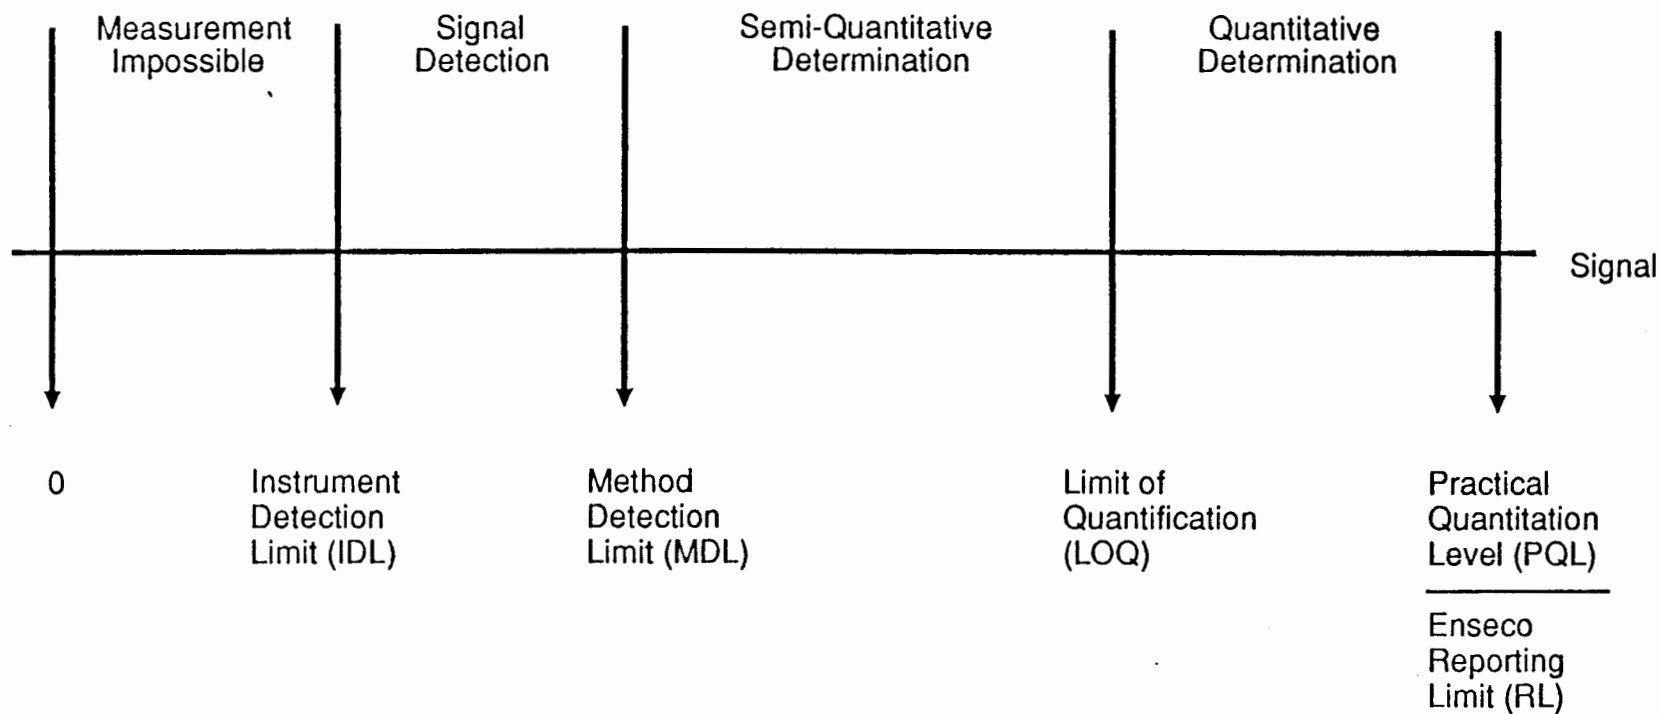 Measurement
Impossible
Signal
Detection
Semi-Quantitative
Determination
Quantitative
Determination
Signal
0
Instrument
Detection
Limit (IDL)
Method
Detection
Limit (MDL)
Limit of
Quantification
(LOQ)
Practical
Quantitation
Level (PQL)
Enseco
Reporting
Limit (RL)